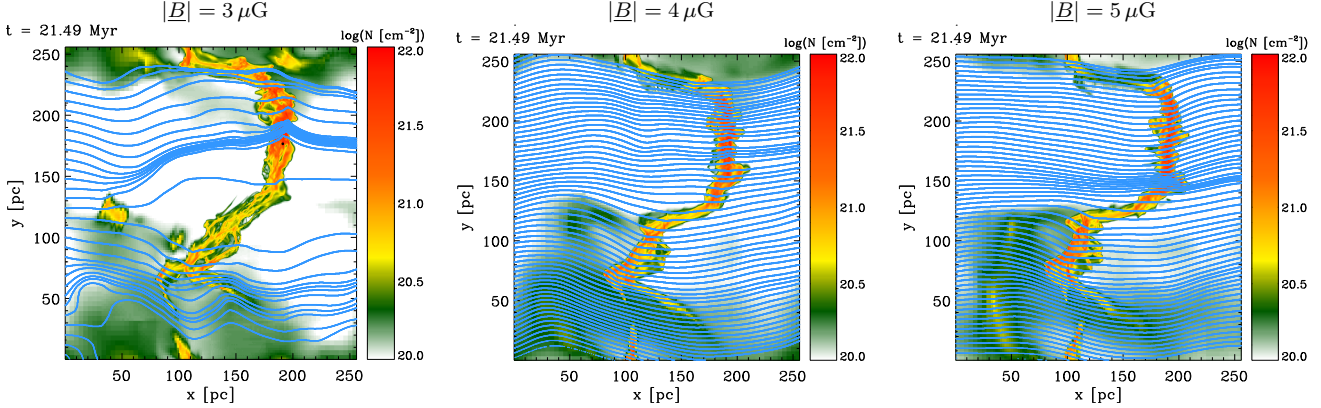 |B| = 3 μG
t = 21.49 Myr
log(N [cm⁻²])
250
200
150
100
50
y [pc]
50 100 150 200 250
x [pc]
22.0
21.5
21.0
20.5
20.0
|B| = 4 μG
t = 21.49 Myr
log(N [cm⁻²])
250
200
150
100
50
y [pc]
50 100 150 200 250
x [pc]
22.0
21.5
21.0
20.5
20.0
|B| = 5 μG
t = 21.49 Myr
log(N [cm⁻²])
250
200
150
100
50
y [pc]
50 100 150 200 250
x [pc]
22.0
21.5
21.0
20.5
20.0